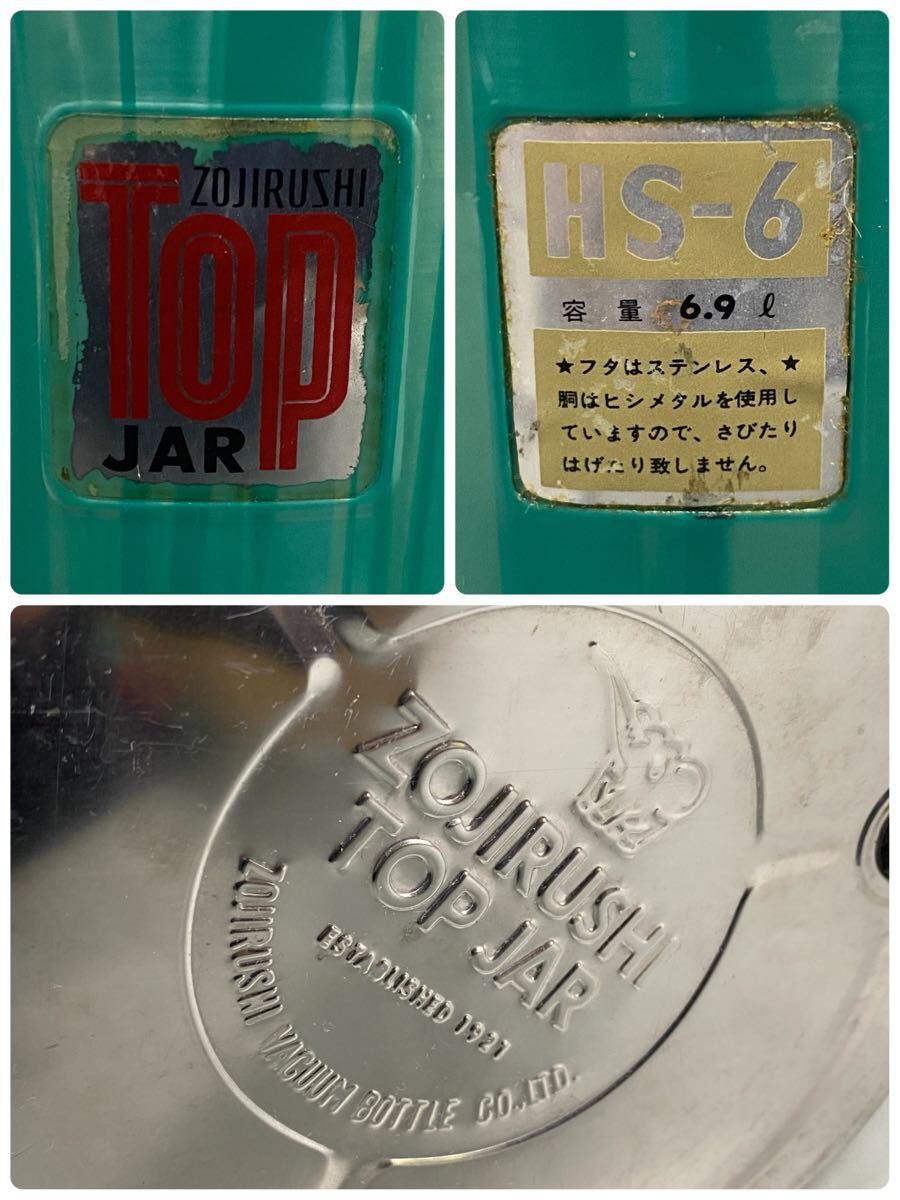 ZOJIRUSHI
TOP
JAR
HS-6
容量 6.9ℓ
★フタはステンレス、★
胴はヒシメタルを使用し
ていますので、さびたり
はげたり致しません。
ZOJIRUSHI
TOP JAR
ESTABLISHED 1921
ZOJIRUSHI VACUUM BOTTLE CO.,LTD.